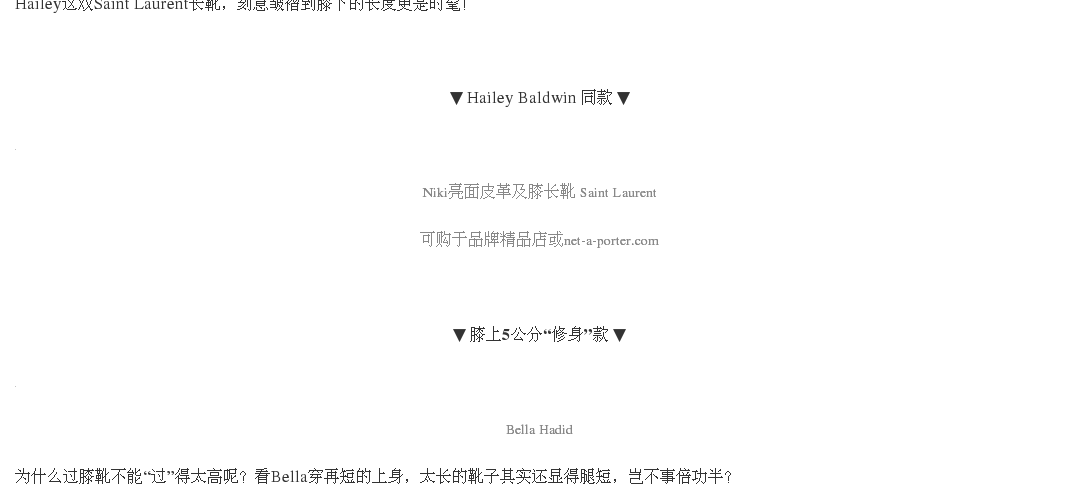 Hailey这双Saint Laurent长靴，刻意皱褶到膝下的长度更是时髦！
▼ Hailey Baldwin 同款 ▼
Niki亮面皮革及膝长靴 Saint Laurent
可购于品牌精品店或net-a-porter.com
▼ 膝上5公分“修身”款 ▼
Bella Hadid
为什么过膝靴不能“过”得太高呢？看Bella穿再短的上身，太长的靴子其实还显得腿短，岂不事倍功半？